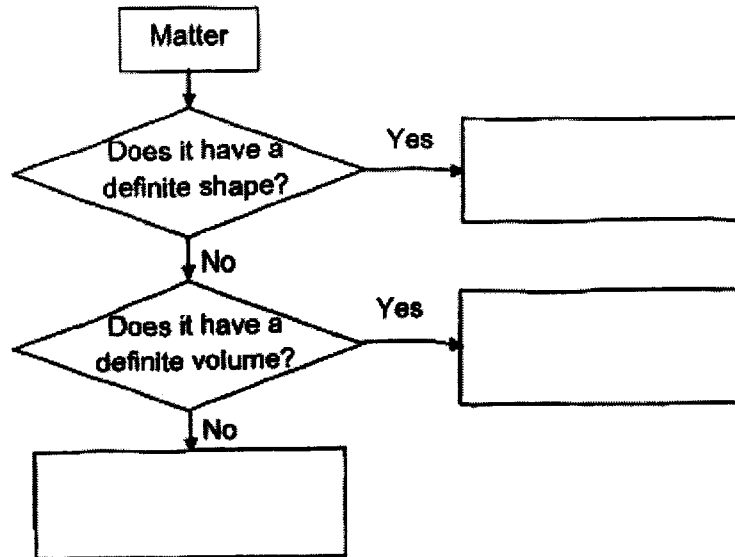 Matter
Does it have a
definite shape?
Yes
No
Does it have a
definite volume?
Yes
No